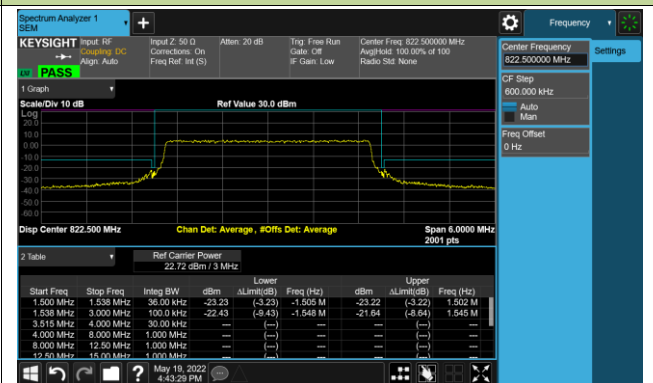 Spectrum Analyzer 1
SEM
+
Frequency
KEYSIGHT Input: RF Input Z: 50 Ω Atten: 20 dB Trig: Free Run Center Freq: 822.500000 MHz
Coupling: DC Corrections: On Gate: Off Avg|Hold: 100.00% of 100
Align: Auto Freq Ref: Int (S) IF Gain: Low Radio Std: None
PASS
Center Frequency
822.500000 MHz
Settings
CF Step
600.000 kHz
Auto
Man
Freq Offset
0 Hz
1 Graph
Scale/Div 10 dB Ref Value 30.0 dBm
Log
20.0
10.0
0.00
-10.0
-20.0
-30.0
-40.0
-50.0
-60.0
Disp Center 822.500 MHz Chan Det: Average, #Offs Det: Average Span 6.0000 MHz
2001 pts
2 Table Ref Carrier Power
22.72 dBm / 3 MHz
Lower Upper
Start Freq Stop Freq Integ BW dBm ΔLimit(dB) Freq (Hz) dBm ΔLimit(dB) Freq (Hz)
1.500 MHz 1.538 MHz 36.00 kHz -23.23 (-3.23) -1.505 M -23.22 (-3.22) 1.502 M
1.538 MHz 3.000 MHz 100.0 kHz -22.43 (-9.43) -1.548 M -21.64 (-8.64) 1.545 M
3.515 MHz 4.000 MHz 30.00 kHz --- (---) --- --- (---) ---
4.000 MHz 8.000 MHz 1.000 MHz --- (---) --- --- (---) ---
8.000 MHz 12.50 MHz 1.000 MHz --- (---) --- --- (---) ---
12.50 MHz 15.00 MHz 1.000 MHz --- (---) --- --- (---) ---
? May 19, 2022
4:43:29 PM